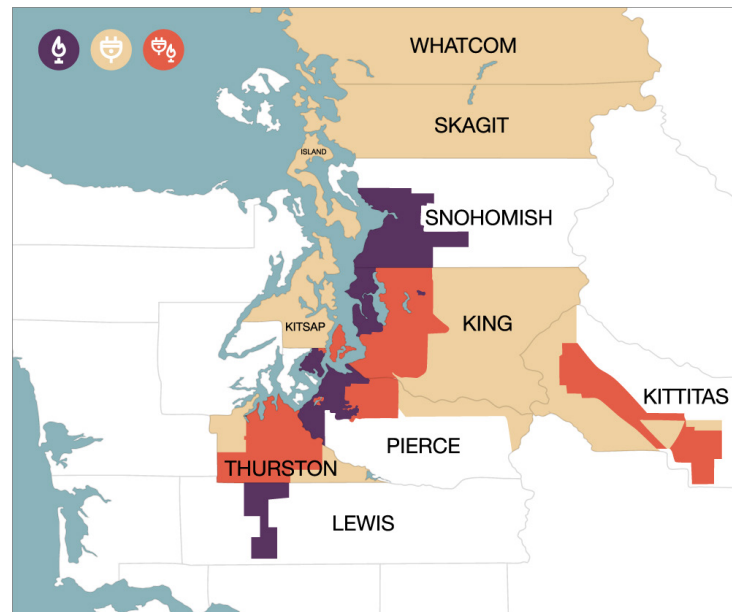 WHATCOM
SKAGIT
ISLAND
SNOHOMISH
KITSAP
KING
KITTITAS
PIERCE
THURSTON
LEWIS